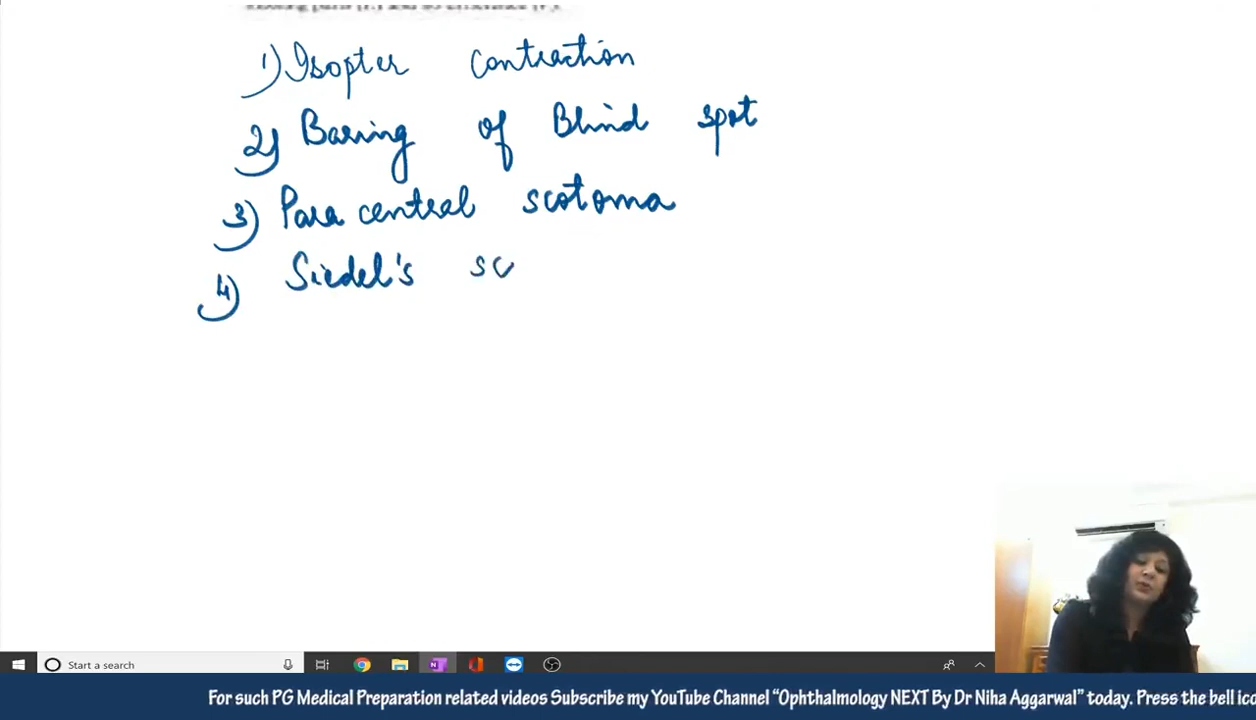 1) Isopter contraction
2) Baring of Blind spot
3) Para central scotoma
4) Siedel's sc
Start a search
For such PG Medical Preparation related videos Subscribe my YouTube Channel “Ophthalmology NEXT By Dr Niha Aggarwal” today. Press the bell ico